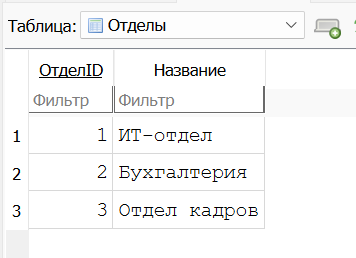 Таблица: Отделы
ОтделID Название
Фильтр Фильтр
1 1 ИТ-отдел
2 2 Бухгалтерия
3 3 Отдел кадров